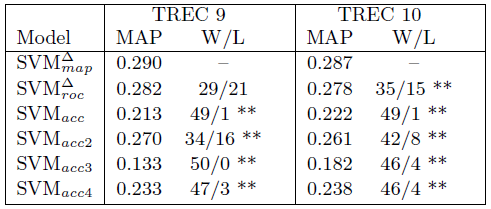 TREC 9 TREC 10
Model MAP W/L MAP W/L
SVM^Δ_map 0.290 – 0.287 –
SVM^Δ_roc 0.282 29/21 0.278 35/15 **
SVM_acc 0.213 49/1 ** 0.222 49/1 **
SVM_acc2 0.270 34/16 ** 0.261 42/8 **
SVM_acc3 0.133 50/0 ** 0.182 46/4 **
SVM_acc4 0.233 47/3 ** 0.238 46/4 **